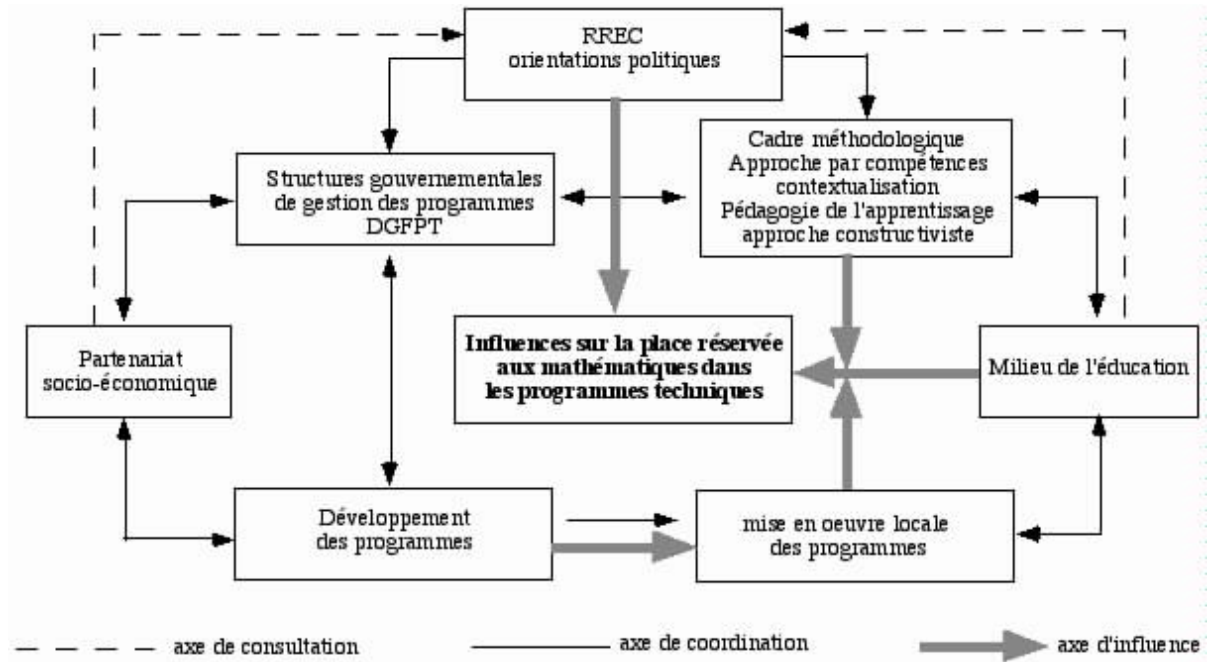 RREC
orientations politiques
Structures gouvernementales
de gestion des programmes
DGFPT
Cadre méthodologique
Approche par compétences
contextualisation
Pédagogie de l'apprentissage
approche constructiviste
Partenariat
socio-économique
Influences sur la place réservée
aux mathématiques dans
les programmes techniques
Milieu de l'éducation
Développement
des programmes
mise en oeuvre locale
des programmes
axe de consultation
axe de coordination
axe d'influence